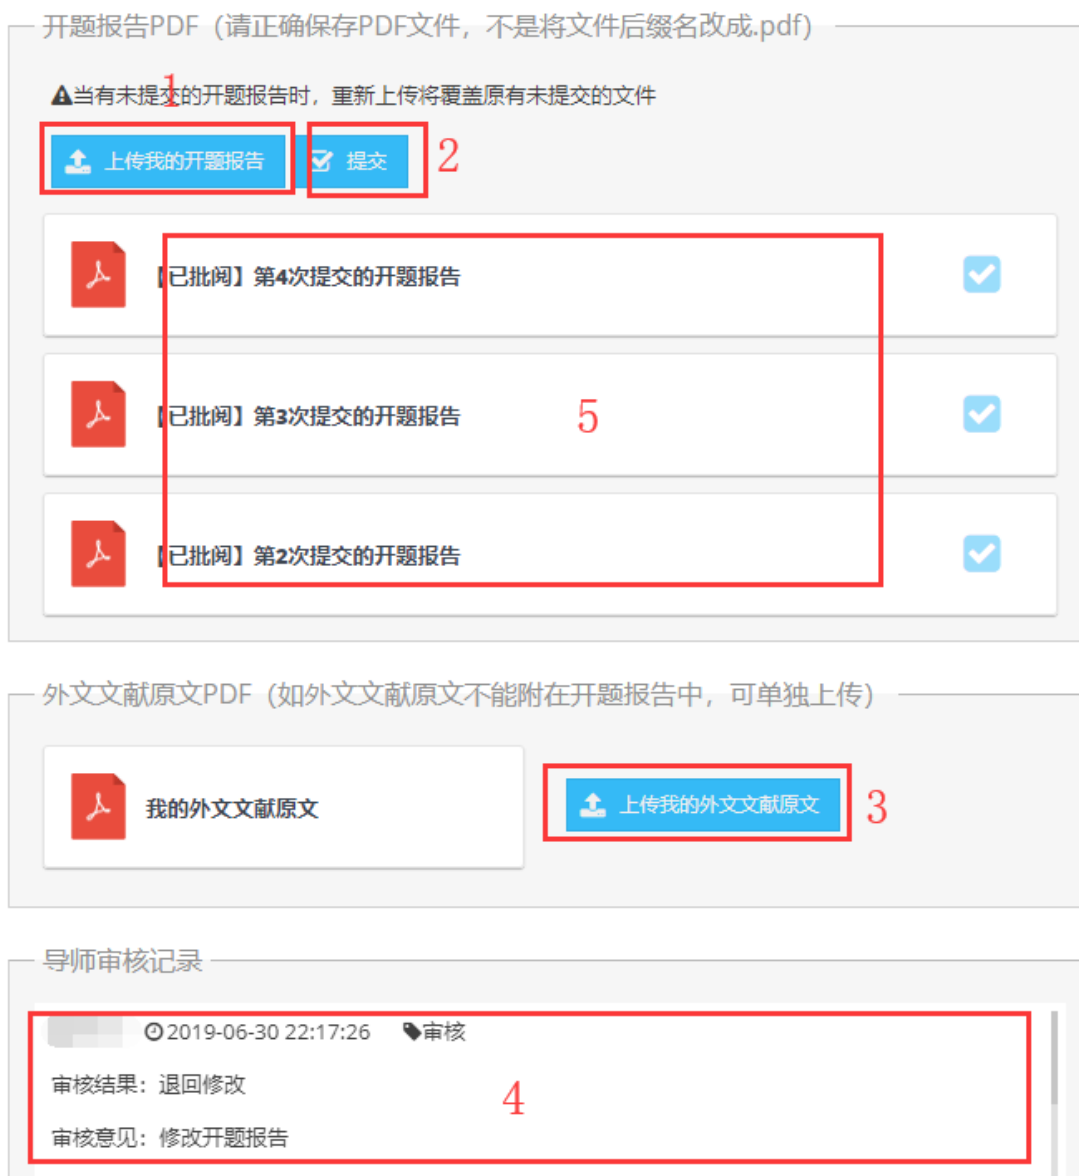 开题报告PDF（请正确保存PDF文件，不是将文件后缀名改成.pdf）
1
当有未提交的开题报告时，重新上传将覆盖原有未提交的文件
上传我的开题报告
提交
2
【已批阅】第4次提交的开题报告
【已批阅】第3次提交的开题报告
5
【已批阅】第2次提交的开题报告
外文文献原文PDF（如外文文献原文不能附在开题报告中，可单独上传）
我的外文文献原文
上传我的外文文献原文
3
导师审核记录
2019-06-30 22:17:26 审核
审核结果：退回修改
4
审核意见：修改开题报告